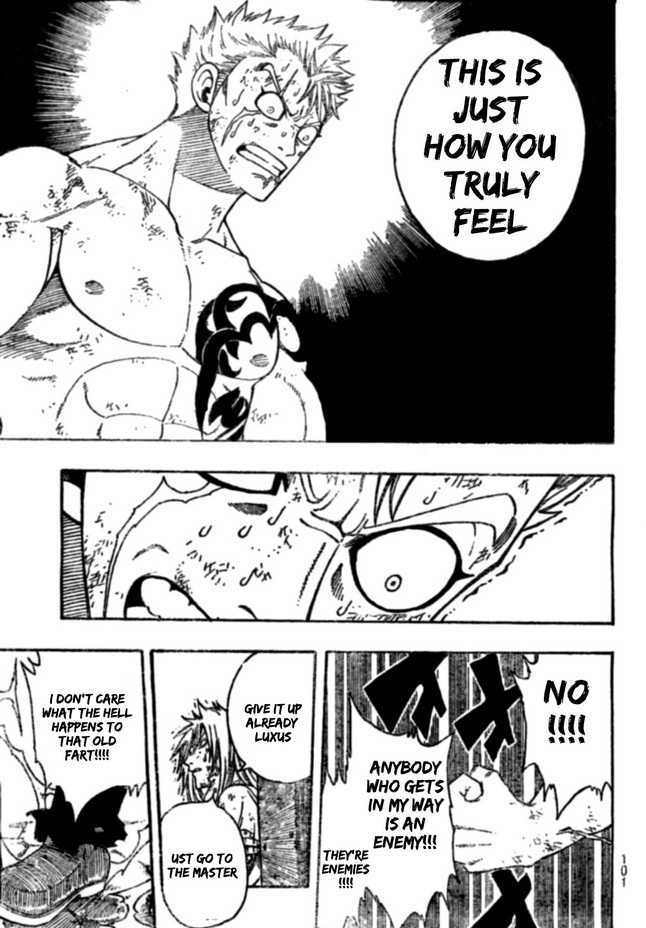 THIS IS
JUST
HOW YOU
TRULY
FEEL
NO
!!!!
ANYBODY
WHO GETS
IN MY WAY
IS AN
ENEMY!!!
THEY'RE
ENEMIES
!!!!
GIVE IT UP
ALREADY
LUXUS
UST GO TO
THE MASTER
I DON'T CARE
WHAT THE HELL
HAPPENS TO
THAT OLD
FART!!!!
101